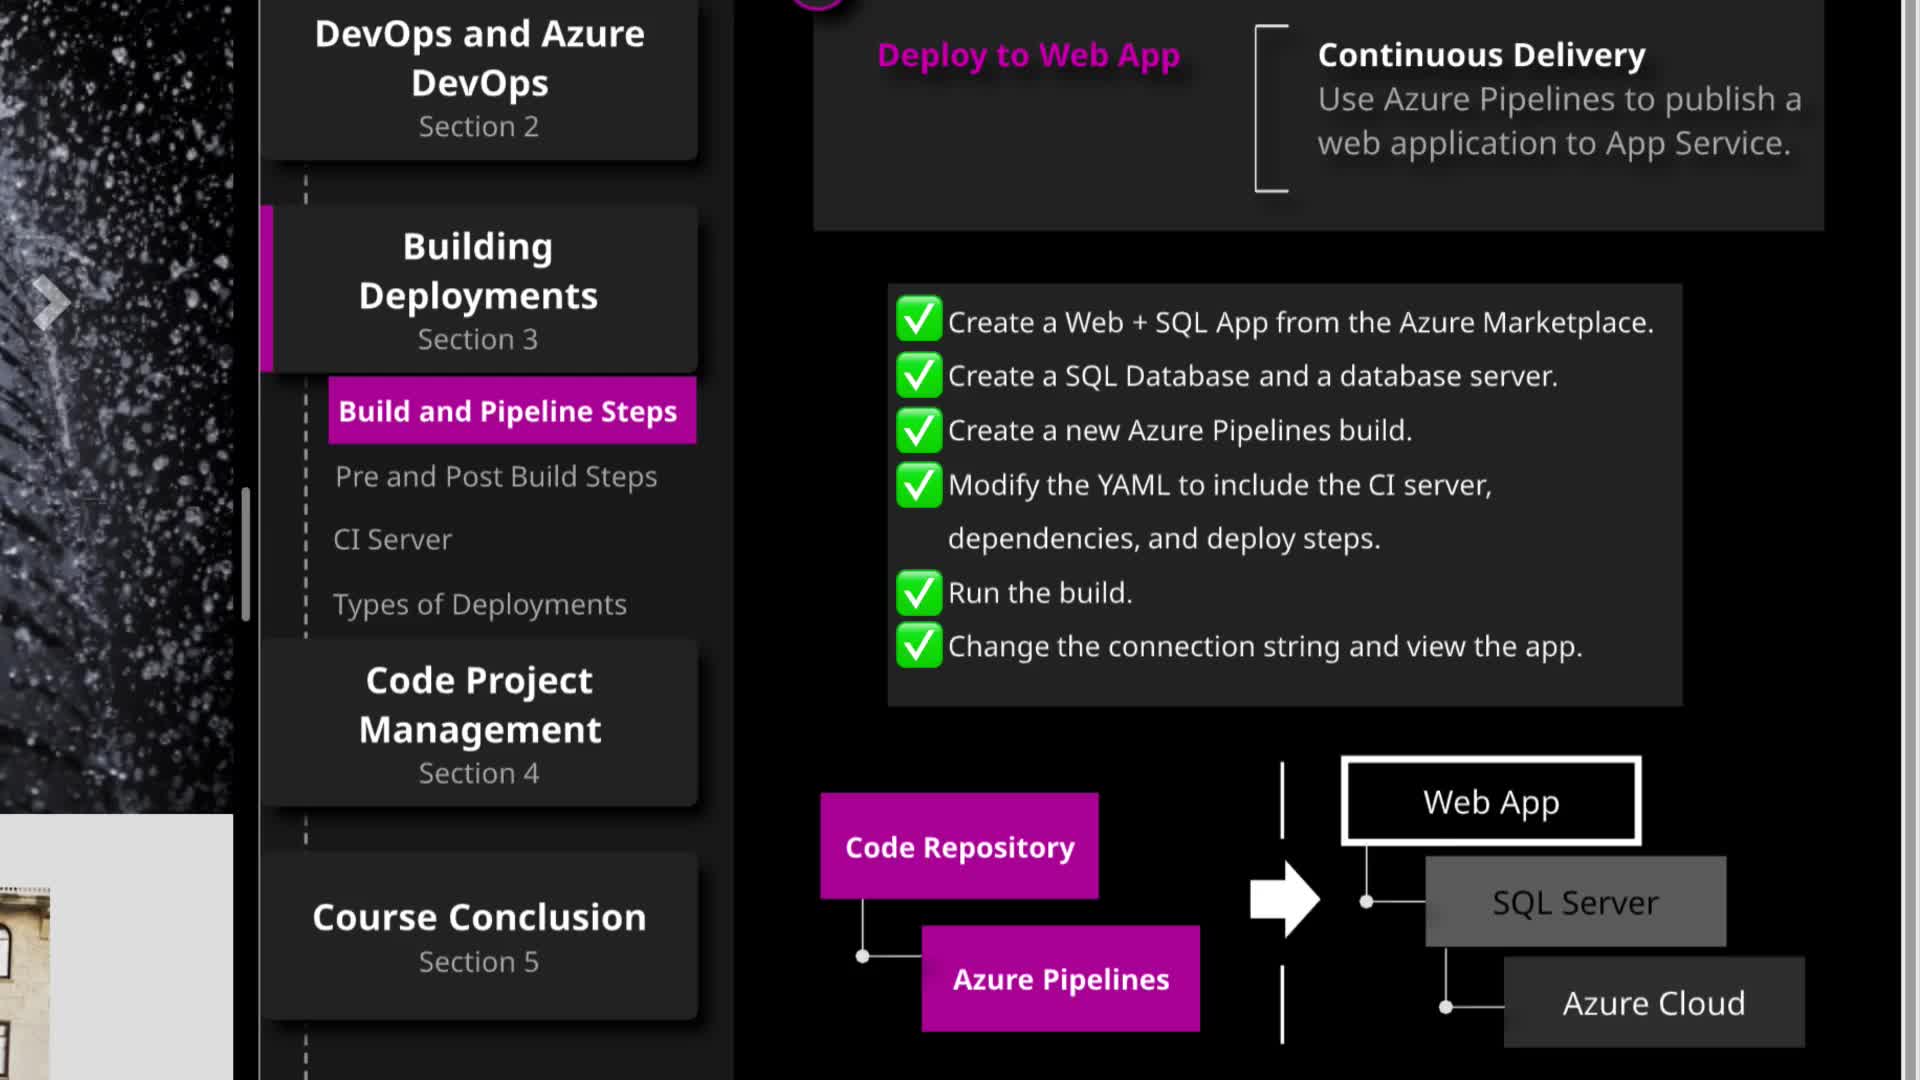 DevOps and Azure
DevOps
Section 2
Building
Deployments
Section 3
Build and Pipeline Steps
Pre and Post Build Steps
CI Server
Types of Deployments
Code Project
Management
Section 4
Course Conclusion
Section 5
Deploy to Web App
Continuous Delivery
Use Azure Pipelines to publish a
web application to App Service.
✅ Create a Web + SQL App from the Azure Marketplace.
✅ Create a SQL Database and a database server.
✅ Create a new Azure Pipelines build.
✅ Modify the YAML to include the CI server,
dependencies, and deploy steps.
✅ Run the build.
✅ Change the connection string and view the app.
Code Repository
Azure Pipelines
Web App
SQL Server
Azure Cloud